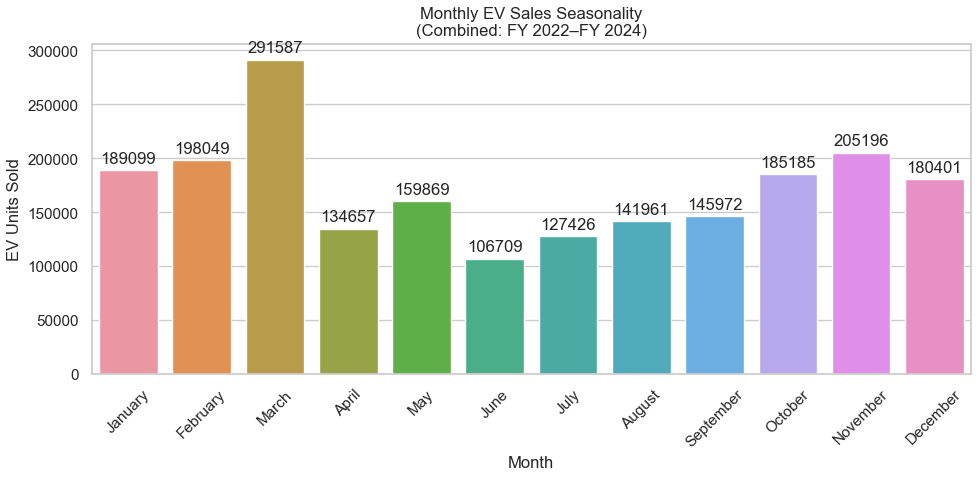 Monthly EV Sales Seasonality
(Combined: FY 2022–FY 2024)
EV Units Sold
300000
250000
200000
150000
100000
50000
0
189099
198049
291587
134657
159869
106709
127426
141961
145972
185185
205196
180401
January
February
March
April
May
June
July
August
September
October
November
December
Month